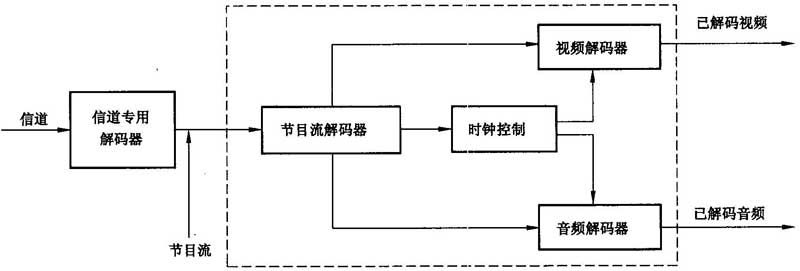 已解码视频
视频解码器
信道
信道专用
解码器
节目流解码器
时钟控制
已解码音频
音频解码器
节目流